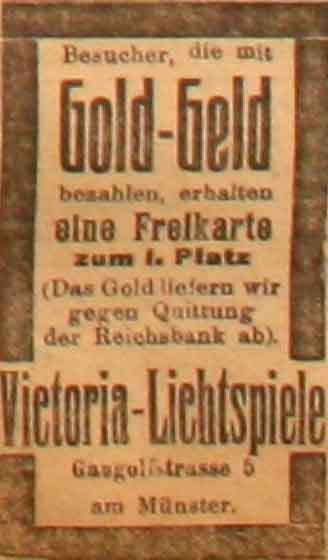 Besucher, die mit
Gold-Geld
bezahlen, erhalten
eine Freikarte
zum I. Platz
(Das Gold liefern wir
gegen Quittung
der Reichsbank ab).
Victoria-Lichtspiele
Gangolfstrasse 5
am Münster.